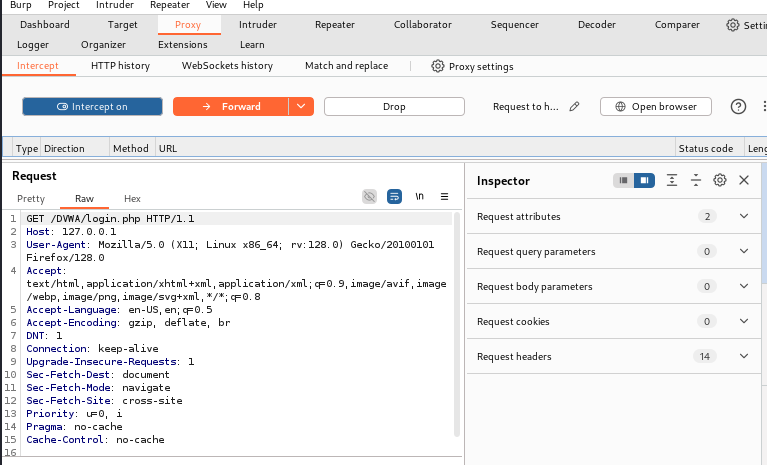 Burp Project Intruder Repeater View Help
Dashboard Target Proxy Intruder Repeater Collaborator Sequencer Decoder Comparer Settin
Logger Organizer Extensions Learn
Intercept HTTP history WebSockets history Match and replace Proxy settings
Intercept on Forward Drop Request to h... Open browser ?
Type Direction Method URL Status code Leng
Request
Pretty Raw Hex \n
1 GET /DVWA/login.php HTTP/1.1
2 Host: 127.0.0.1
3 User-Agent: Mozilla/5.0 (X11; Linux x86_64; rv:128.0) Gecko/20100101
Firefox/128.0
4 Accept:
text/html,application/xhtml+xml,application/xml;q=0.9,image/avif,image
/webp,image/png,image/svg+xml,*/*;q=0.8
5 Accept-Language: en-US,en;q=0.5
6 Accept-Encoding: gzip, deflate, br
7 DNT: 1
8 Connection: keep-alive
9 Upgrade-Insecure-Requests: 1
10 Sec-Fetch-Dest: document
11 Sec-Fetch-Mode: navigate
12 Sec-Fetch-Site: cross-site
13 Priority: u=0, i
14 Pragma: no-cache
15 Cache-Control: no-cache
16
Inspector
Request attributes 2
Request query parameters 0
Request body parameters 0
Request cookies 0
Request headers 14